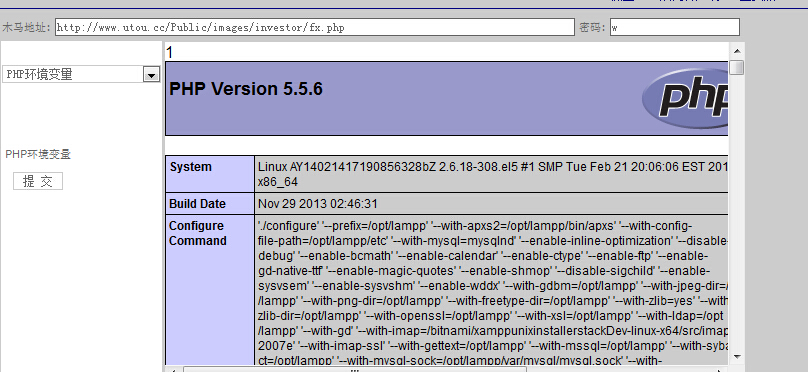 木马地址: http://www.utou.cc/Public/images/investor/fx.php 密码: w
PHP环境变量
PHP环境变量
提 交
1
PHP Version 5.5.6
php
System
Linux AY14021417190856328bZ 2.6.18-308.el5 #1 SMP Tue Feb 21 20:06:06 EST 201
x86_64
Build Date
Nov 29 2013 02:46:31
Configure
Command
'./configure' '--prefix=/opt/lampp' '--with-apxs2=/opt/lampp/bin/apxs' '--with-config-
file-path=/opt/lampp/etc' '--with-mysql=mysqlnd' '--enable-inline-optimization' '--disable-
debug' '--enable-bcmath' '--enable-calendar' '--enable-ctype' '--enable-ftp' '--enable-
gd-native-ttf' '--enable-magic-quotes' '--enable-shmop' '--disable-sigchild' '--enable-
sysvsem' '--enable-sysvshm' '--enable-wddx' '--with-gdbm=/opt/lampp' '--with-jpeg-dir=/
/lampp' '--with-png-dir=/opt/lampp' '--with-freetype-dir=/opt/lampp' '--with-zlib=yes' '--with
zlib-dir=/opt/lampp' '--with-openssl=/opt/lampp' '--with-xsl=/opt/lampp' '--with-ldap=/opt
/lampp' '--with-gd' '--with-imap=/bitnami/xamppunixinstallerstackDev-linux-x64/src/imap
2007e' '--with-imap-ssl' '--with-gettext=/opt/lampp' '--with-mssql=/opt/lampp' '--with-syba
ct=/opt/lampp' '--with-mysql-sock=/opt/lampp/var/mysql/mysql.sock' '--with-